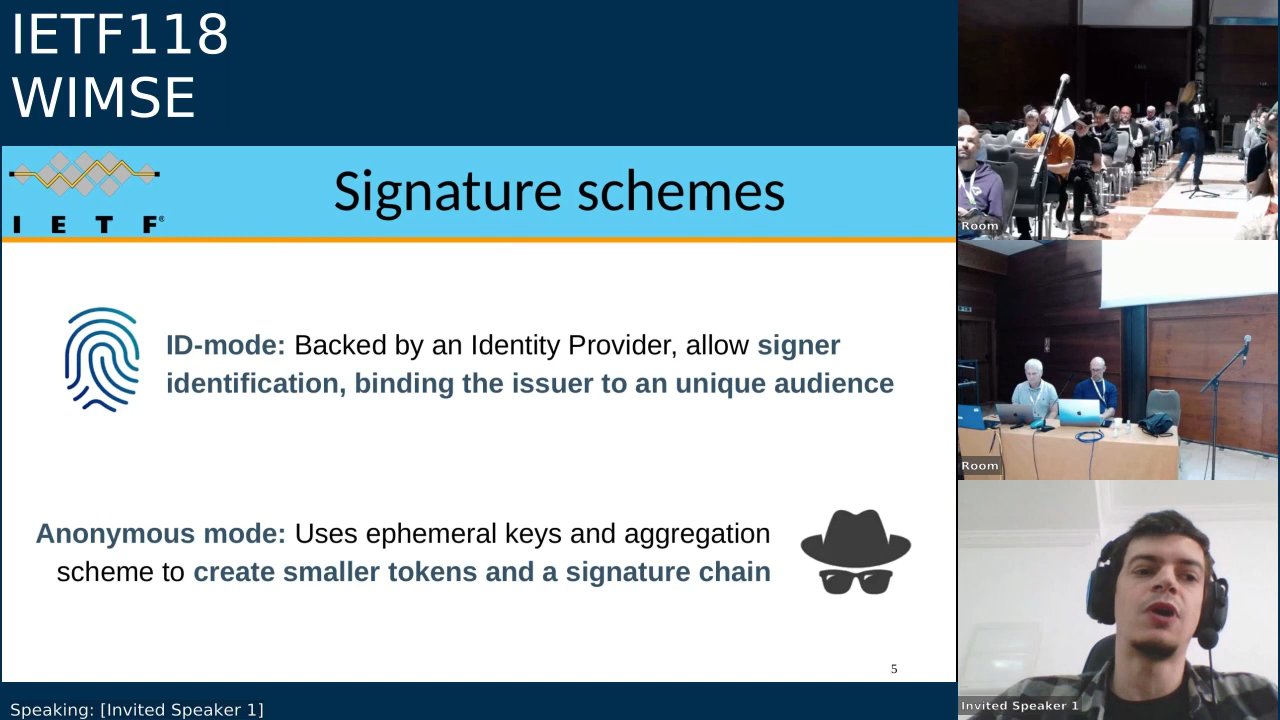 IETF118
WIMSE
I E T F®
Signature schemes
ID-mode: Backed by an Identity Provider, allow signer
identification, binding the issuer to an unique audience
Anonymous mode: Uses ephemeral keys and aggregation
scheme to create smaller tokens and a signature chain
5
Speaking: [Invited Speaker 1]
Room
Room
Invited Speaker 1